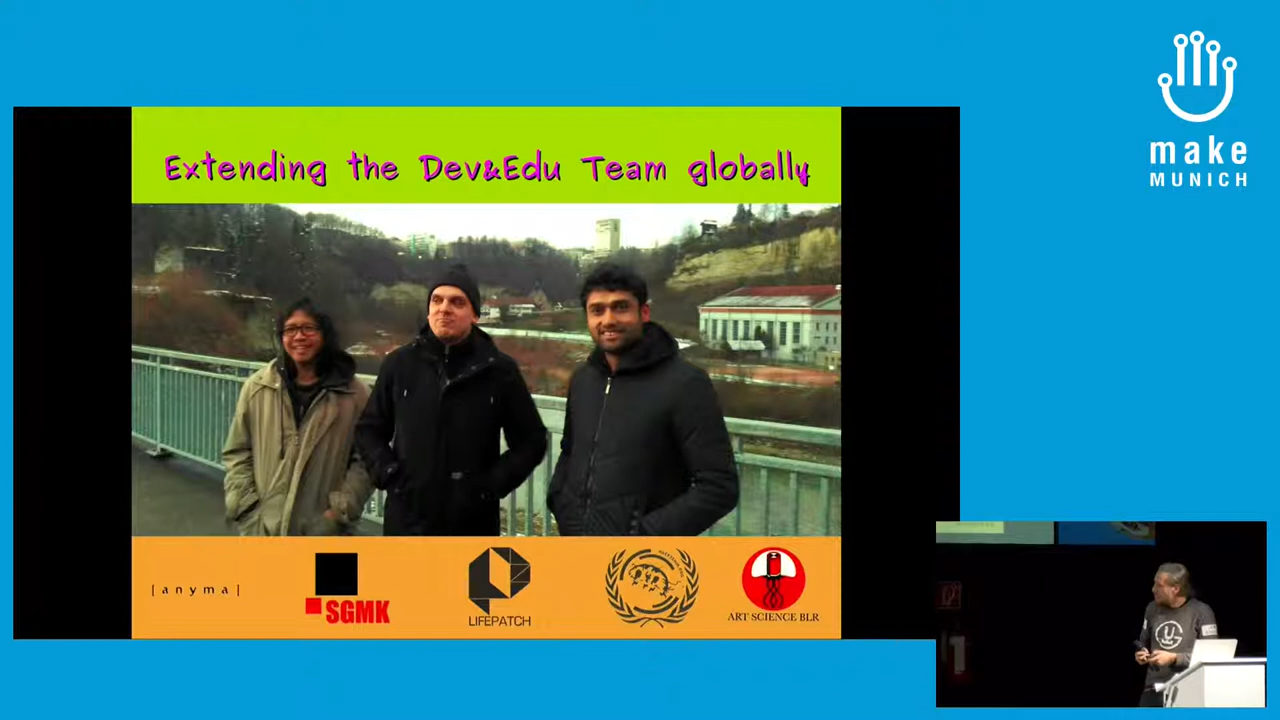 make
MUNICH
Extending the Dev&Edu Team globally
[anyma]
SGMK
LIFEPATCH
ART SCIENCE BLR